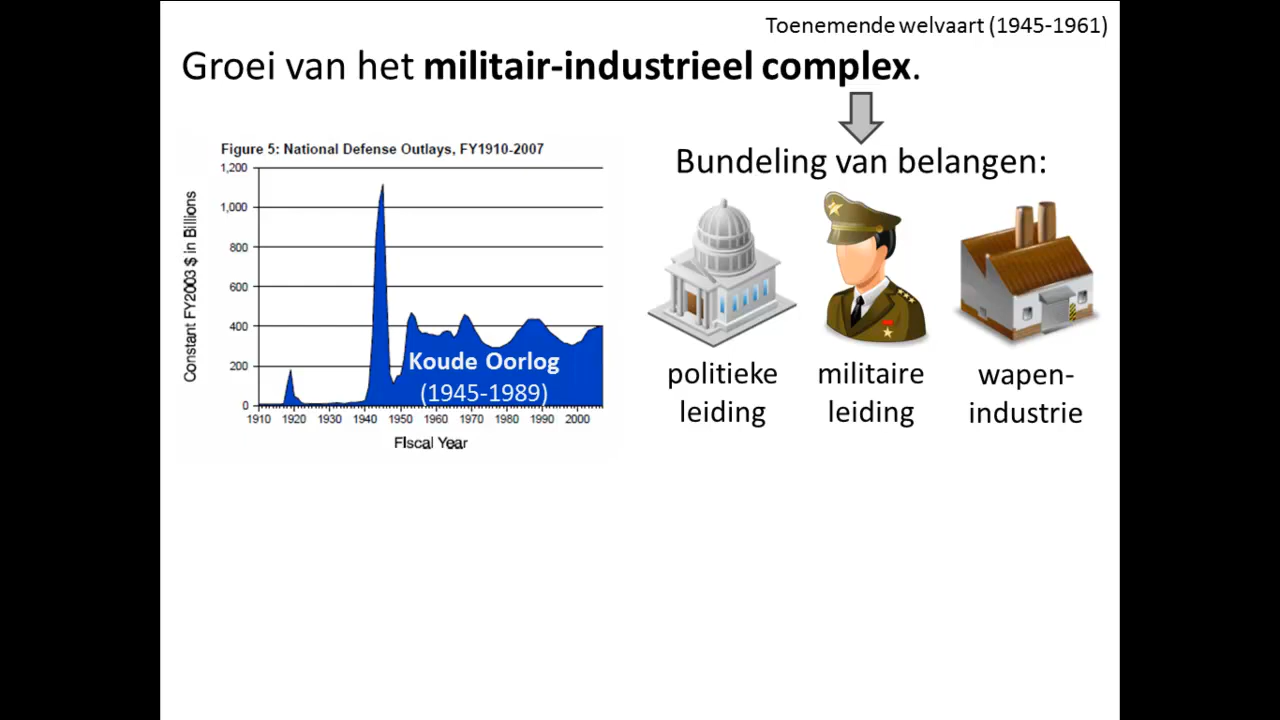 Toenemende welvaart (1945-1961)
Groei van het militair-industrieel complex.
Figure 5: National Defense Outlays, FY1910-2007
Constant FY2003 $ in Billions
1,200
1,000
800
600
400
200
0
1910 1920 1930 1940 1950 1960 1970 1980 1990 2000
Fiscal Year
Koude Oorlog
(1945-1989)
Bundeling van belangen:
politieke
leiding
militaire
leiding
wapen-
industrie